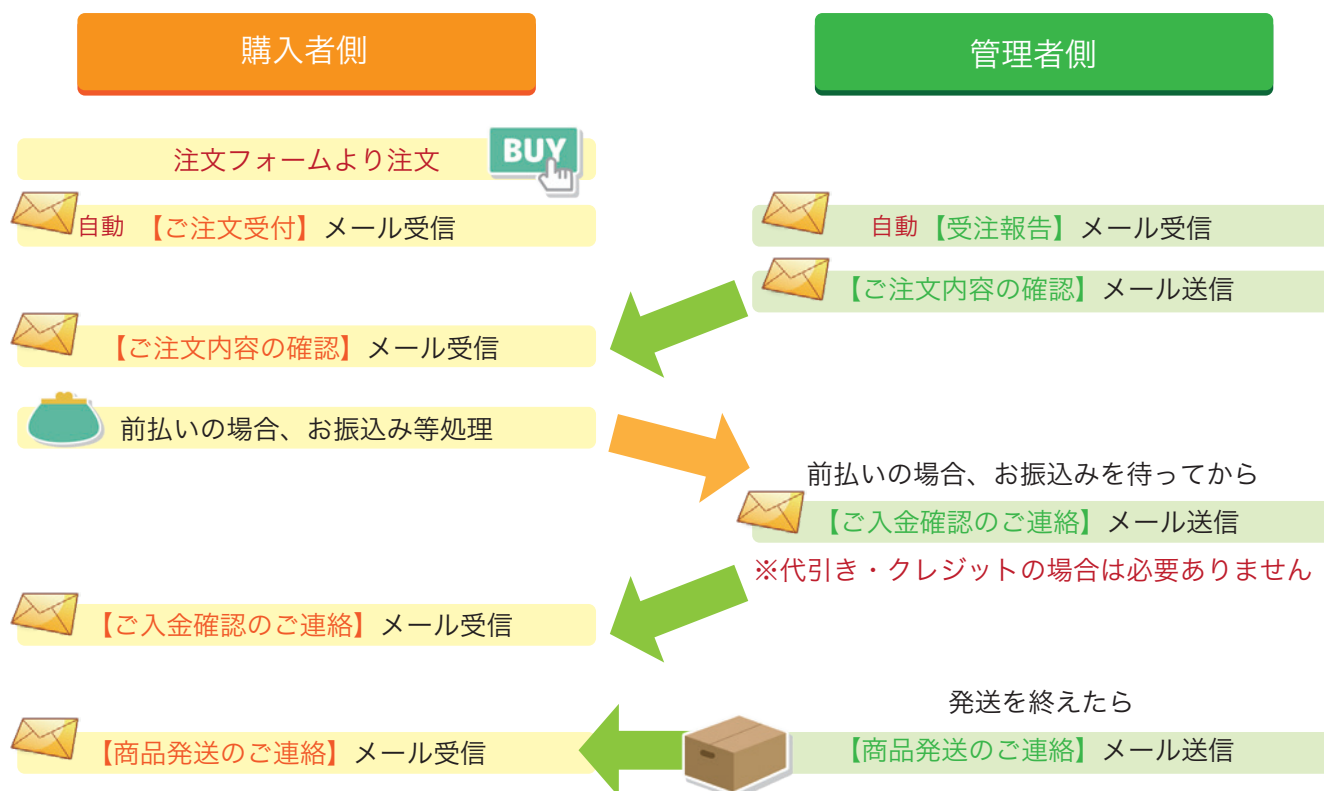 購入者側
管理者側
注文フォームより注文
BUY
自動 【ご注文受付】メール受信
自動 【受注報告】メール受信
【ご注文内容の確認】メール送信
【ご注文内容の確認】メール受信
前払いの場合、お振込み等処理
前払いの場合、お振込みを待ってから
【ご入金確認のご連絡】メール送信
※代引き・クレジットの場合は必要ありません
【ご入金確認のご連絡】メール受信
発送を終えたら
【商品発送のご連絡】メール受信
【商品発送のご連絡】メール送信